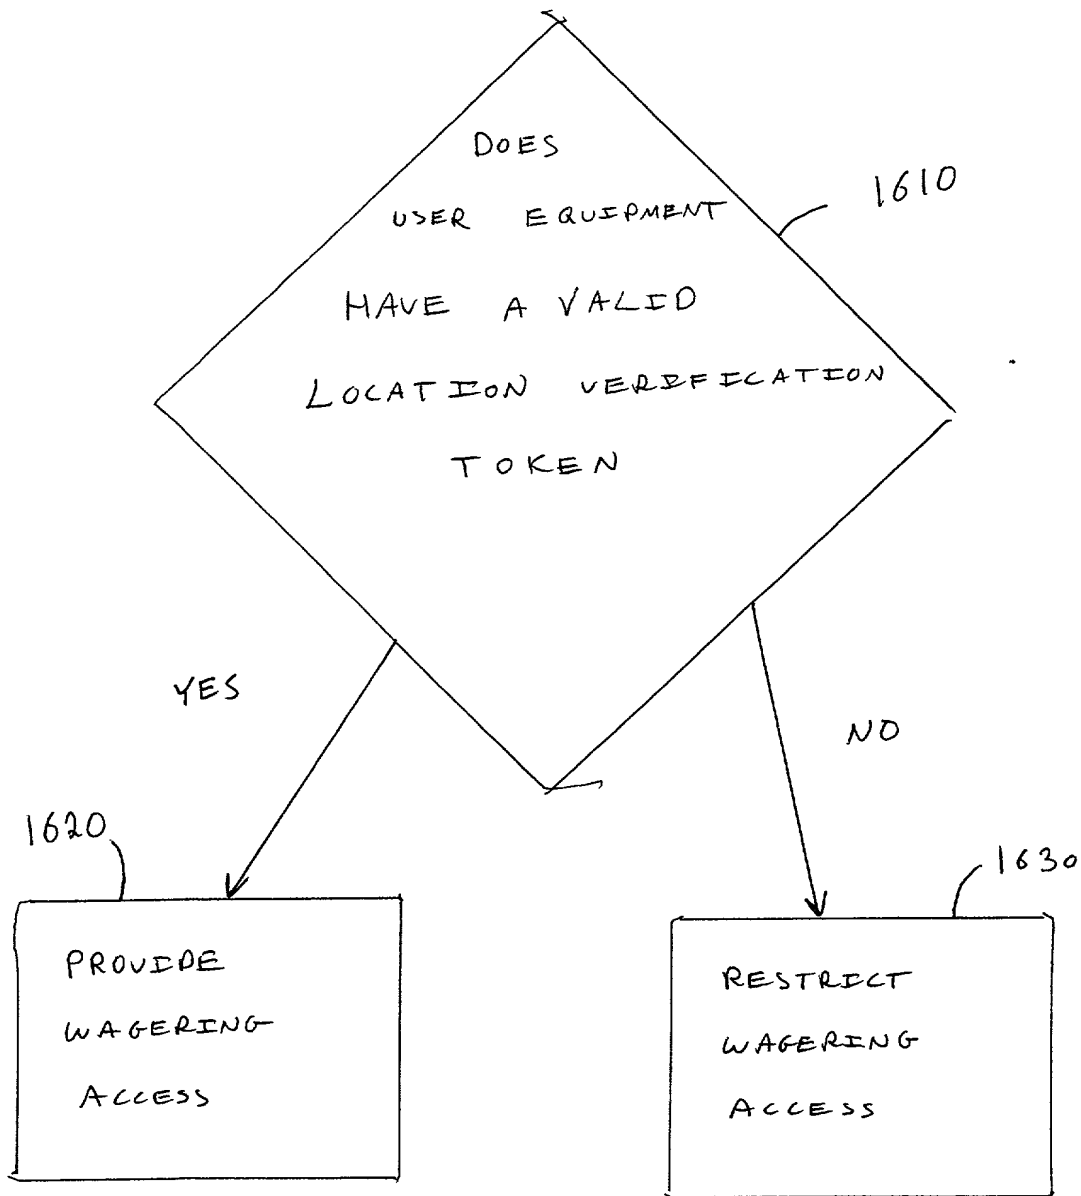 DOES
USER EQUIPMENT
HAVE A VALID
LOCATION VERIFICATION
TOKEN
1610
YES
NO
1620
1630
PROVIDE
WAGERING
ACCESS
RESTRICT
WAGERING
ACCESS